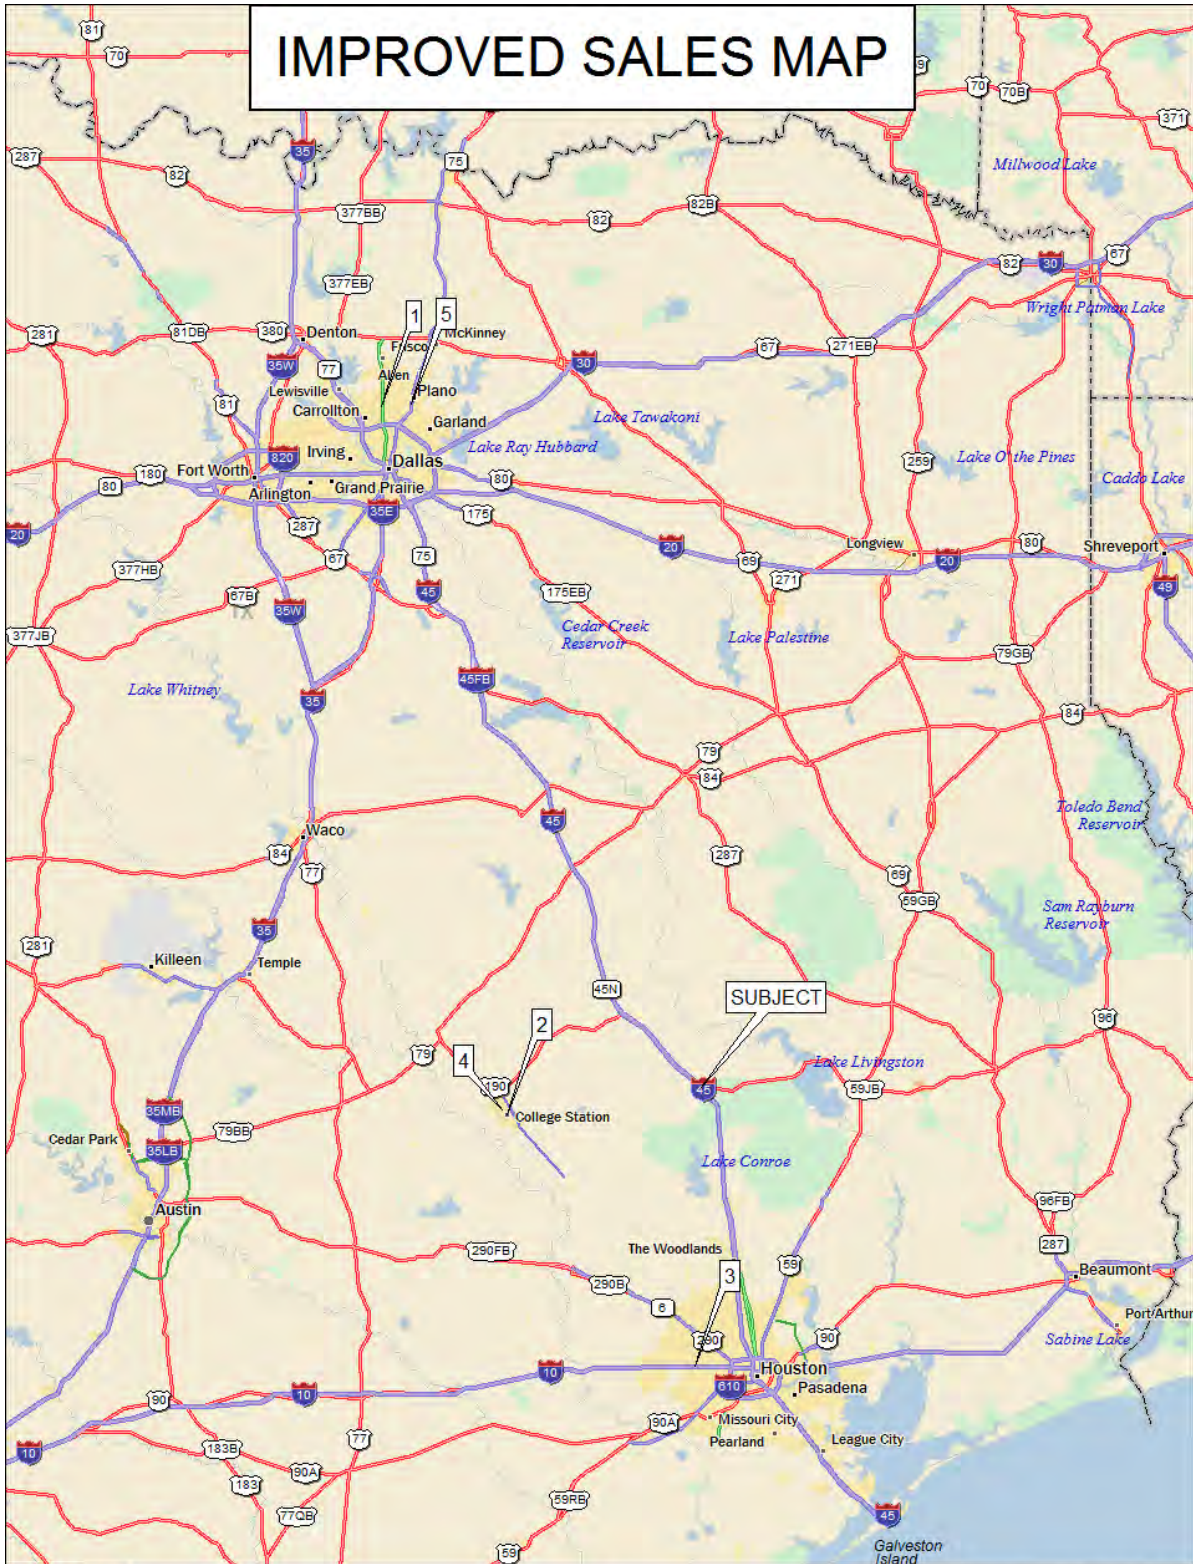 IMPROVED SALES MAP
81
70
69
70
70B
371
287
82
35
75
Millwood Lake
377BB
82
82B
67
82
30
377EB
Wright Patman Lake
281
81DB
380
Denton
1
5
McKinney
Frisco
67
271EB
35W
77
Allen
30
Lewisville
Plano
81
Carrollton
Garland
Lake Tawakoni
Irving
Lake Ray Hubbard
820
Dallas
259
Lake O' the Pines
Fort Worth
180
80
Arlington
Grand Prairie
80
Caddo Lake
35E
175
20
287
75
20
Longview
80
Shreveport
377HB
67
69
271
20
67B
TX
35W
45
175EB
49
377JB
Cedar Creek
Reservoir
Lake Palestine
79GB
Lake Whitney
45FB
35
84
79
84
45
Toledo Bend
Reservoir
Waco
84
77
287
69
59GB
Sam Rayburn
Reservoir
281
35
Killeen
Temple
45N
SUBJECT
2
96
79
4
Lake Livingston
190
45
59JB
College Station
35MB
Cedar Park
79BB
35LB
Lake Conroe
96FB
Austin
290FB
The Woodlands
287
59
Beaumont
290B
3
6
Port Arthur
290
90
Sabine Lake
10
Houston
610
Pasadena
10
90
90A
Missouri City
Pearland
League City
10
183B
77
90A
183
59RB
77QB
45
59
Galveston
Island